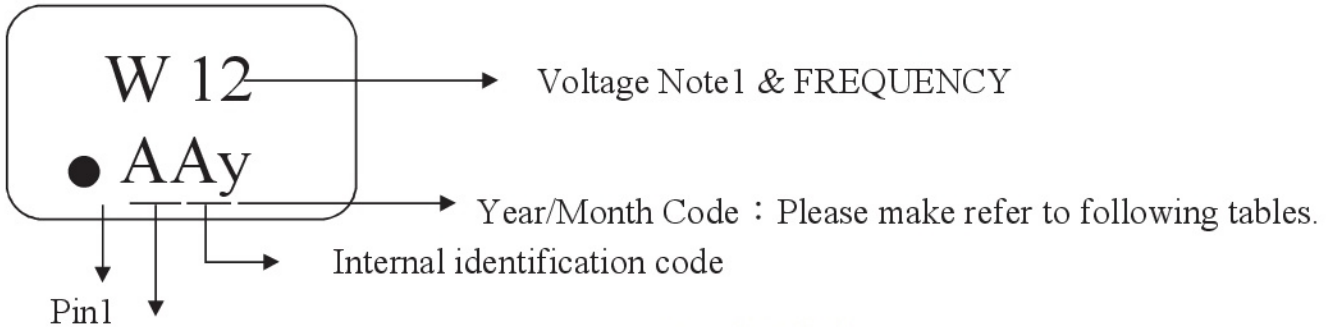 W 12
Voltage Note1 & FREQUENCY
● AAy
Year/Month Code：Please make refer to following tables.
Internal identification code
Pin1